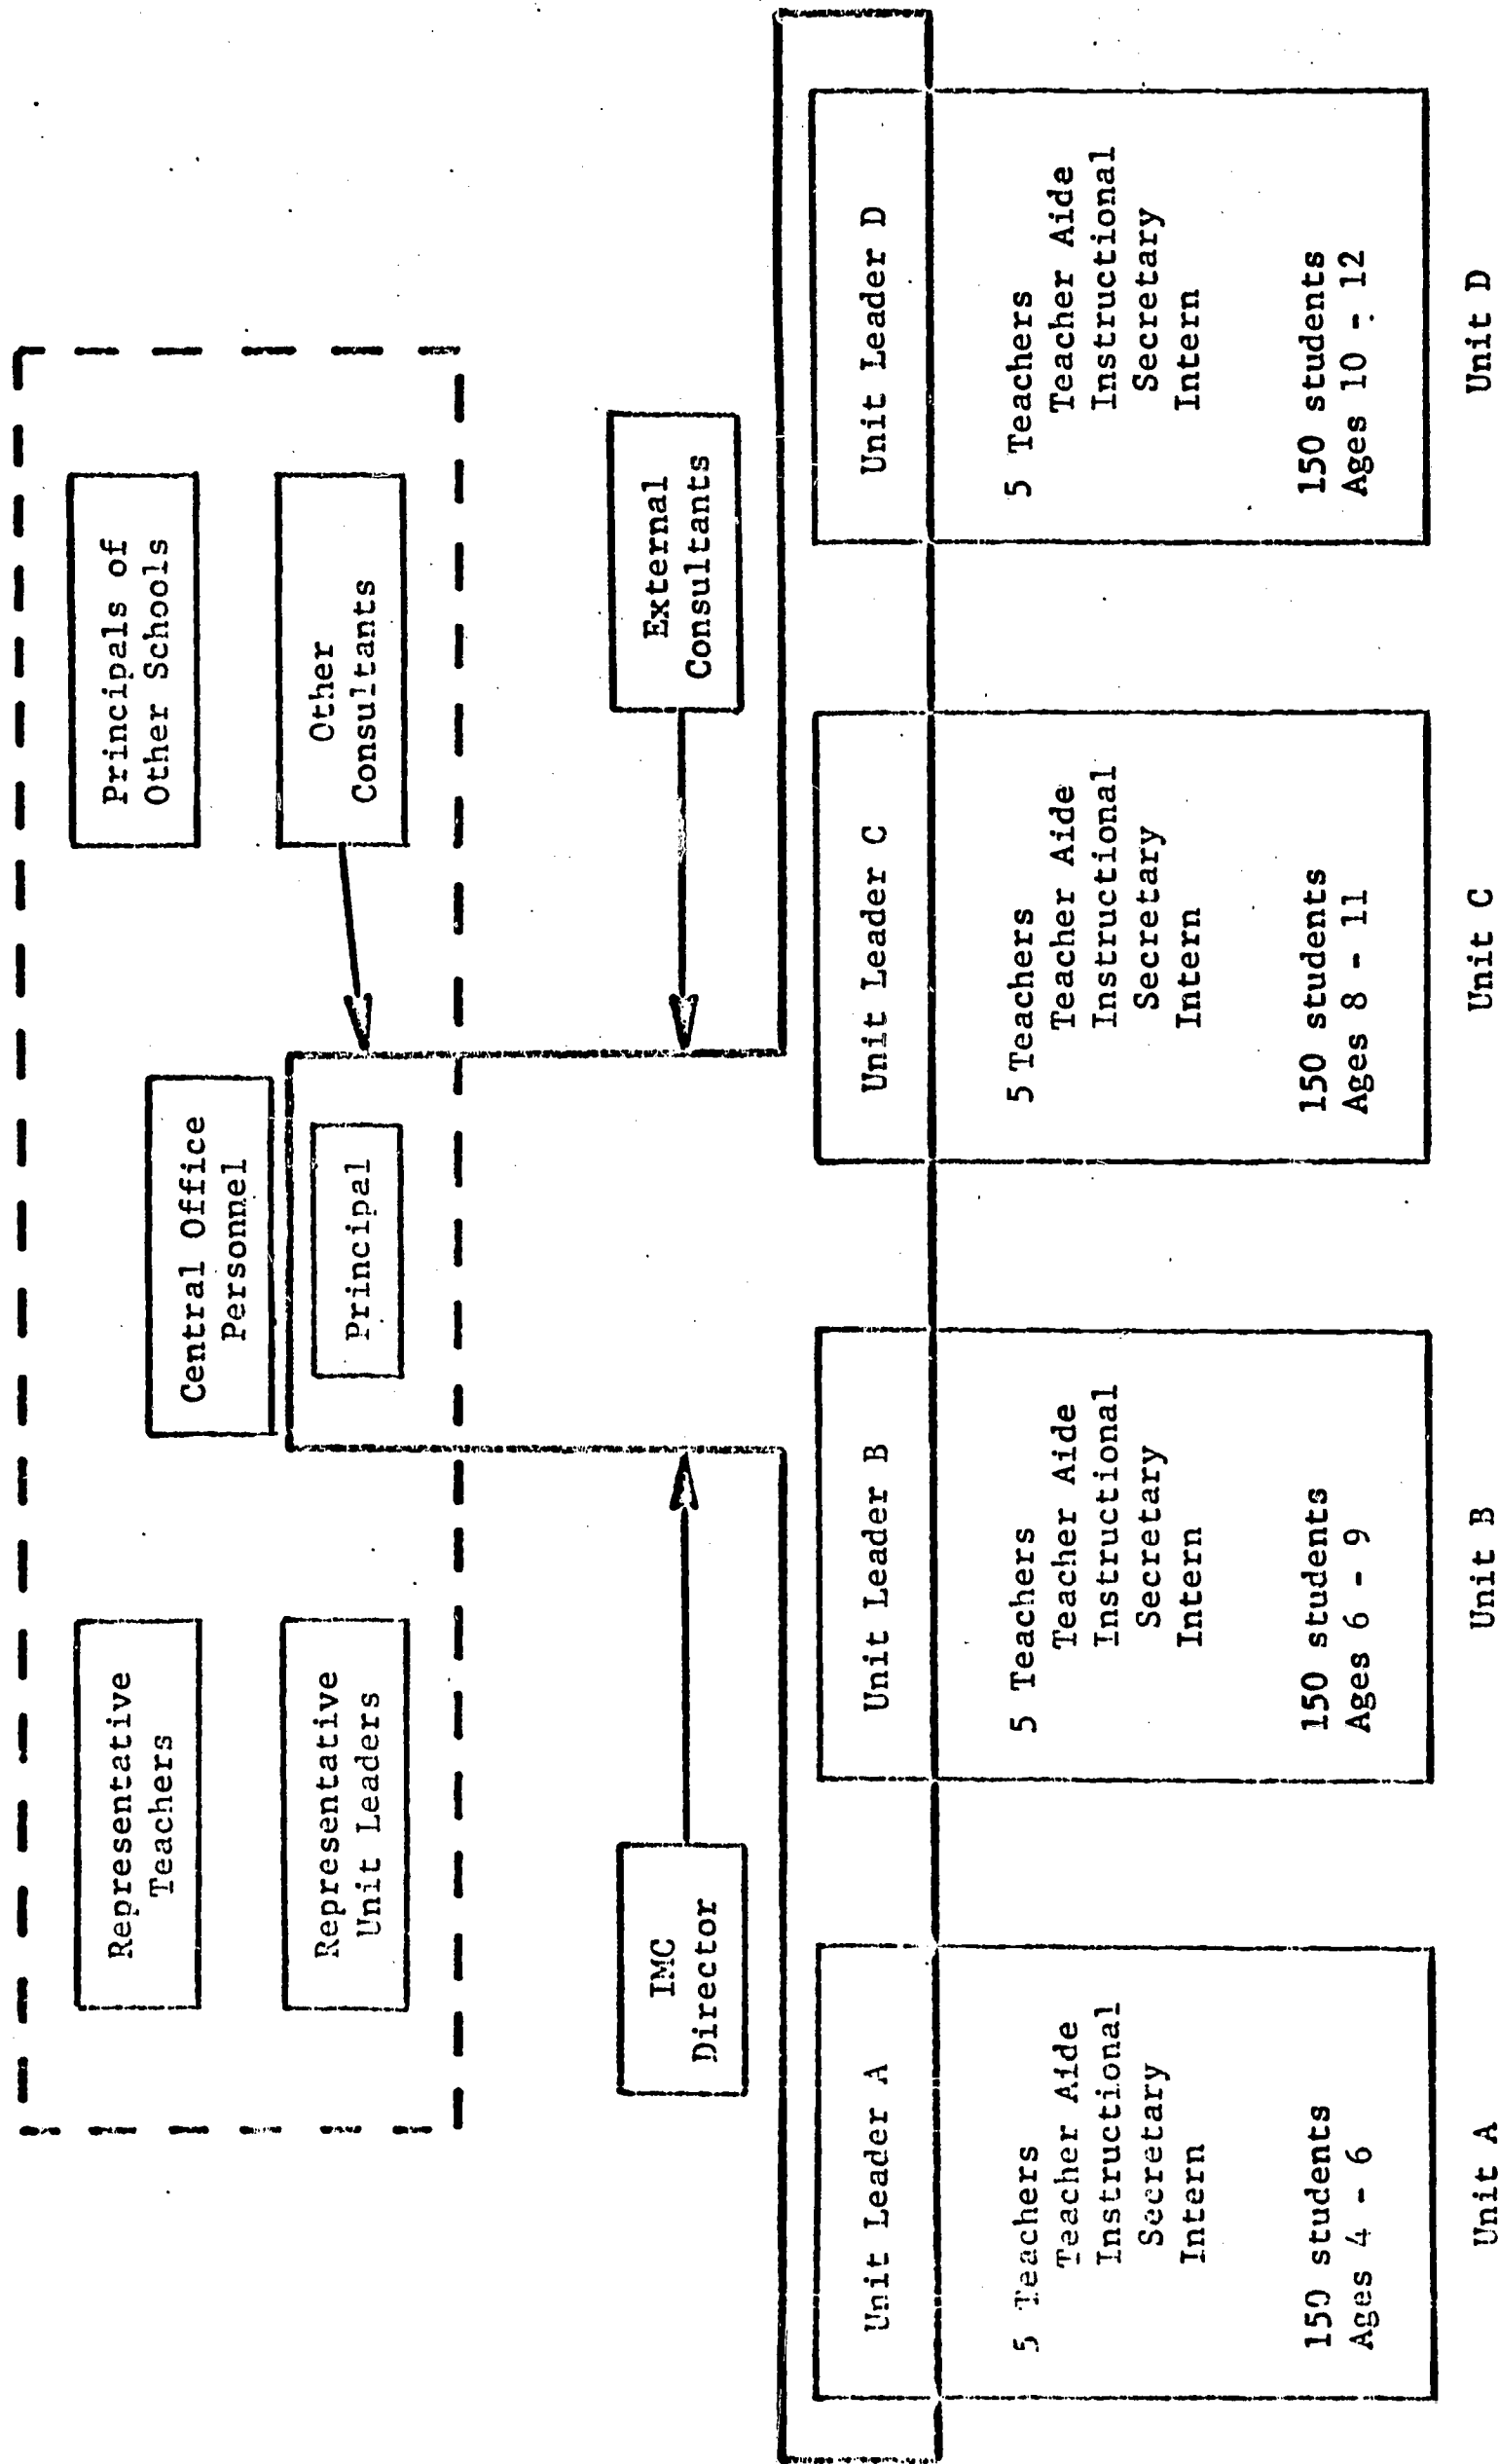 Representative
Teachers
Representative
Unit Leaders
Central Office
Personnel
Principal
Principals of
Other Schools
Other
Consultants
IMC
Director
External
Consultants
Unit Leader A
5 Teachers
Teacher Aide
Instructional
Secretary
Intern
150 students
Ages 4 - 6
Unit A
Unit Leader B
5 Teachers
Teacher Aide
Instructional
Secretary
Intern
150 students
Ages 6 - 9
Unit B
Unit Leader C
5 Teachers
Teacher Aide
Instructional
Secretary
Intern
150 students
Ages 8 - 11
Unit C
Unit Leader D
5 Teachers
Teacher Aide
Instructional
Secretary
Intern
150 students
Ages 10 - 12
Unit D